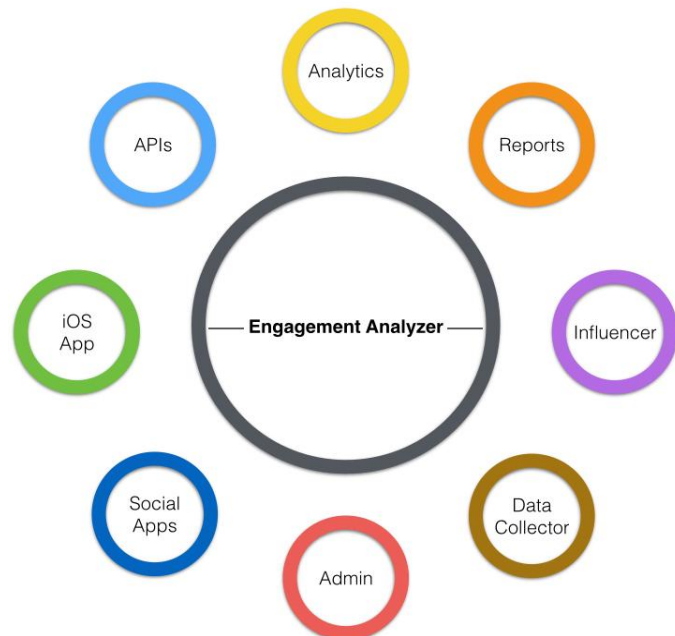 Analytics
APIs
Reports
iOS
App
Engagement Analyzer
Influencer
Social
Apps
Data
Collector
Admin